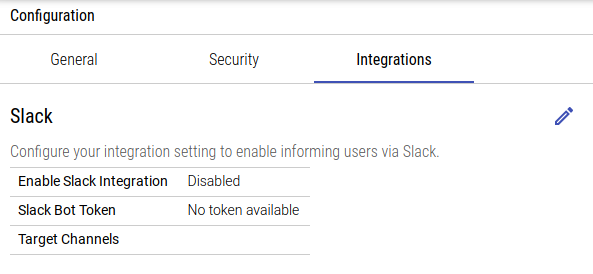 Configuration
General Security Integrations
Slack
Configure your integration setting to enable informing users via Slack.
Enable Slack Integration Disabled
Slack Bot Token No token available
Target Channels